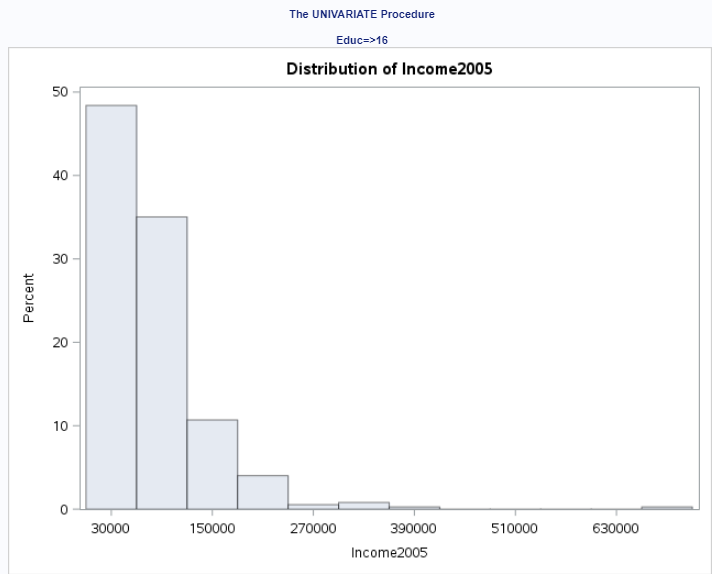 The UNIVARIATE Procedure
Educ=>16
Distribution of Income2005
50
40
30
20
10
0
Percent
30000 150000 270000 390000 510000 630000
Income2005